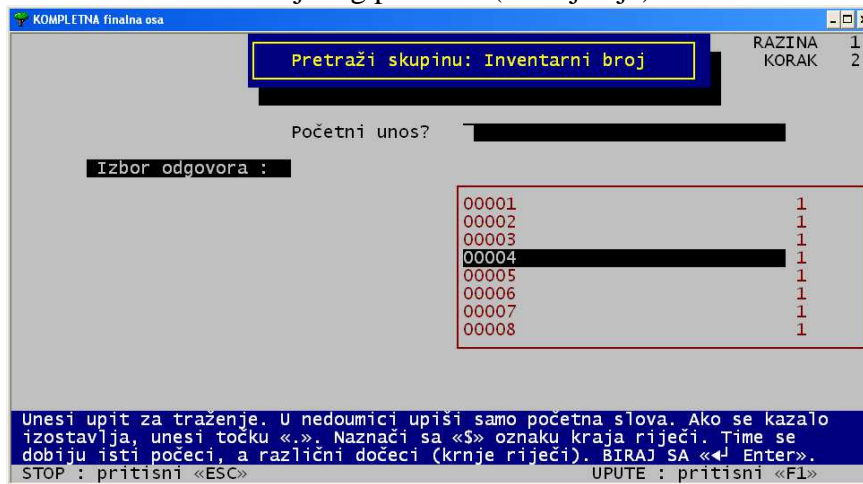 KOMPLETNA finalna osa
RAZINA 1
Pretraži skupinu: Inventarni broj
KORAK 2
Početni unos?
Izbor odgovora :
00001 1
00002 1
00003 1
00004 1
00005 1
00006 1
00007 1
00008 1
Unesi upit za traženje. U nedoumici upiši samo početna slova. Ako se kazalo
izostavlja, unesi točku «.». Naznači sa «$» oznaku kraja riječi. Time se
dobiju isti počeci, a različni dočeci (krnje riječi). BIRAJ SA «↵ Enter».
STOP : pritisni «ESC» UPUTE : pritisni «F1»